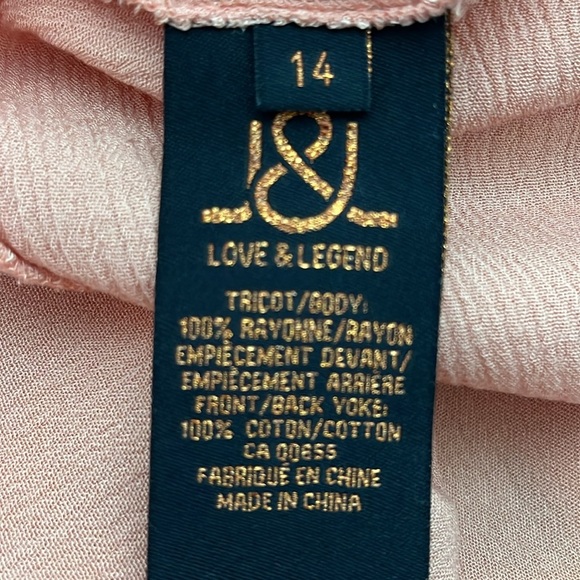 14
&
LOVE & LEGEND
TRICOT/BODY:
100% RAYONNE/RAYON
EMPIÈCEMENT DEVANT/
EMPIÈCEMENT ARRIÈRE
FRONT/BACK YOKE:
100% COTON/COTTON
CA 00655
FABRIQUÉ EN CHINE
MADE IN CHINA